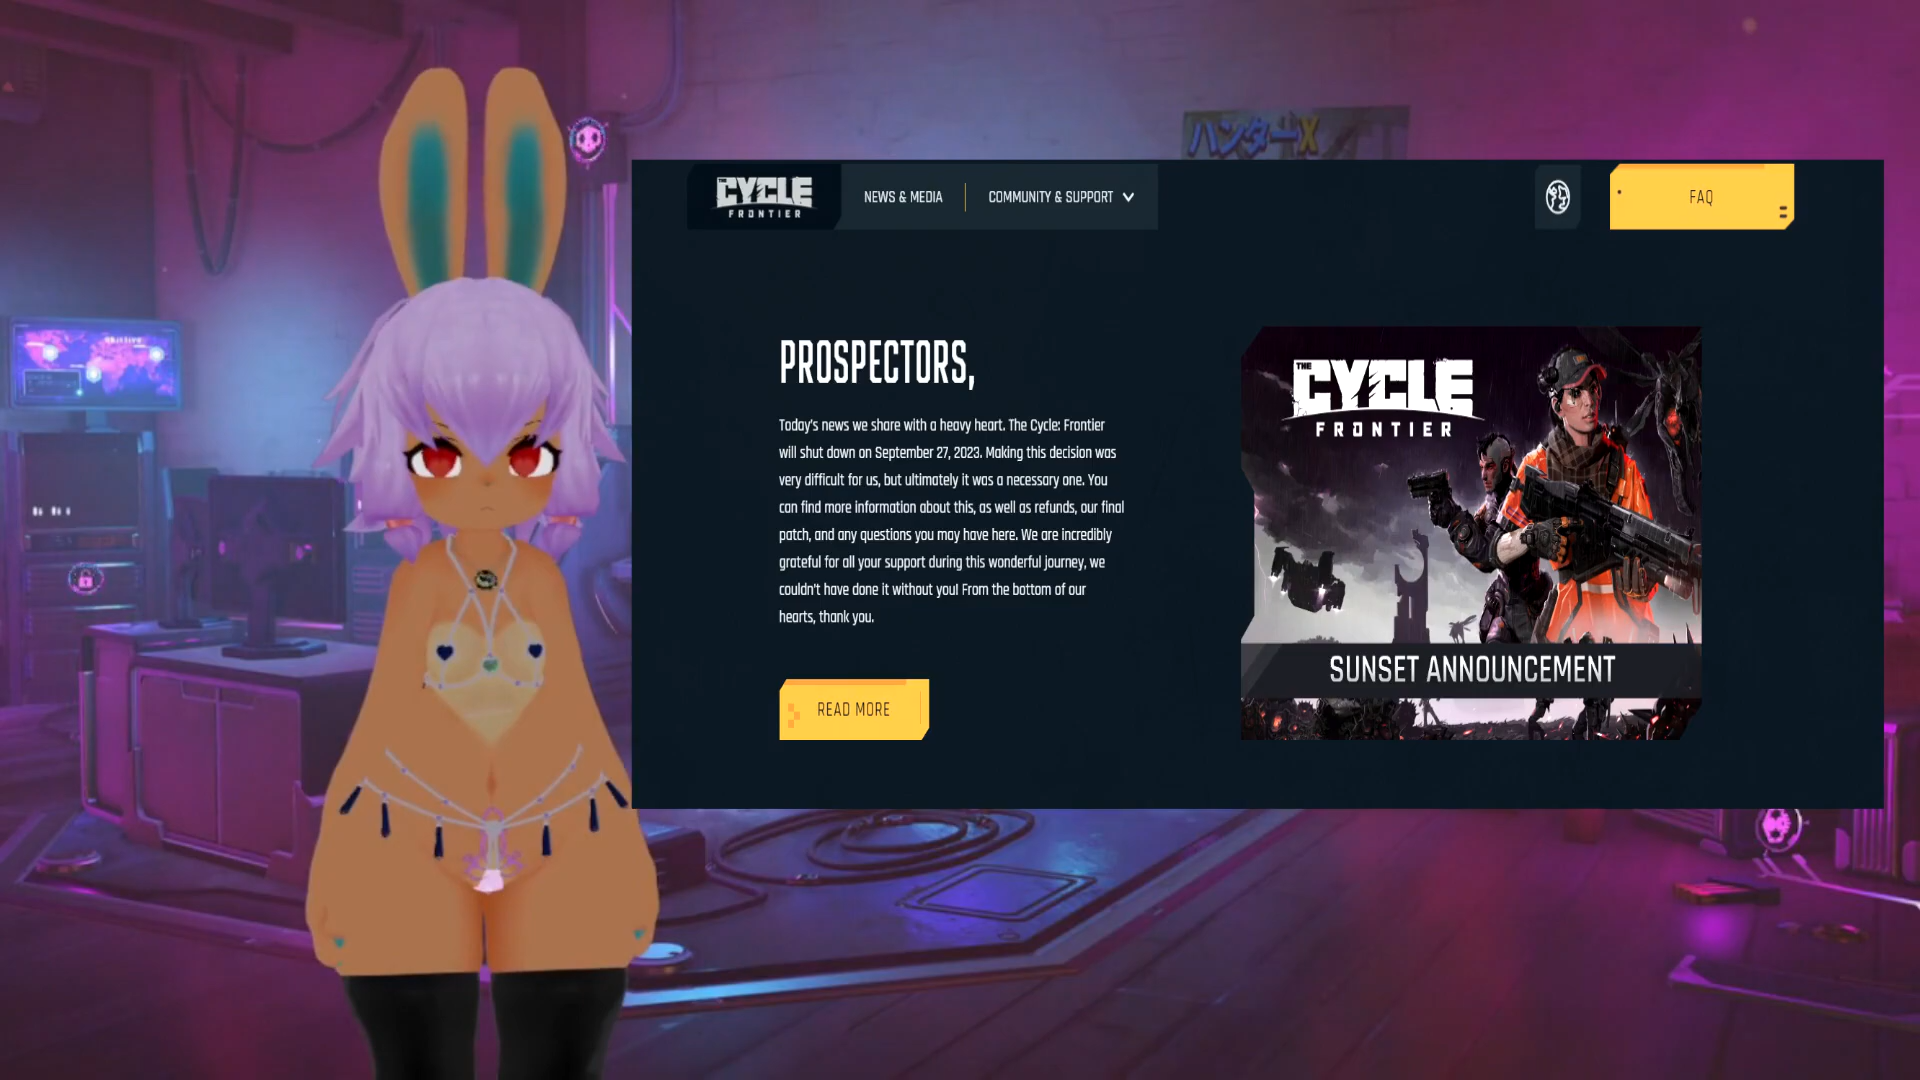 ハンターX
THE CYCLE
FRONTIER
NEWS & MEDIA
COMMUNITY & SUPPORT
FAQ
OBJECTIVE
PROSPECTORS,
Today's news we share with a heavy heart. The Cycle: Frontier
will shut down on September 27, 2023. Making this decision was
very difficult for us, but ultimately it was a necessary one. You
can find more information about this, as well as refunds, our final
patch, and any questions you may have here. We are incredibly
grateful for all your support during this wonderful journey, we
couldn't have done it without you! From the bottom of our
hearts, thank you.
READ MORE
THE CYCLE
FRONTIER
SUNSET ANNOUNCEMENT